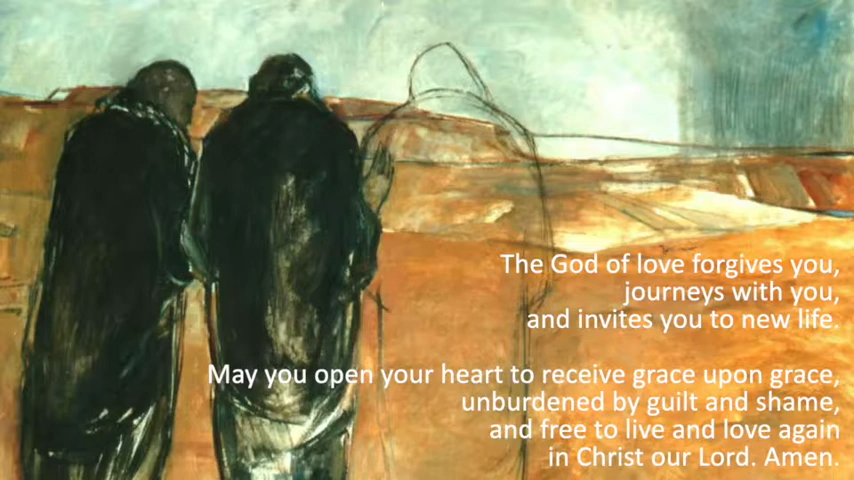 The God of love forgives you,
journeys with you,
and invites you to new life.
May you open your heart to receive grace upon grace,
unburdened by guilt and shame,
and free to live and love again
in Christ our Lord. Amen.